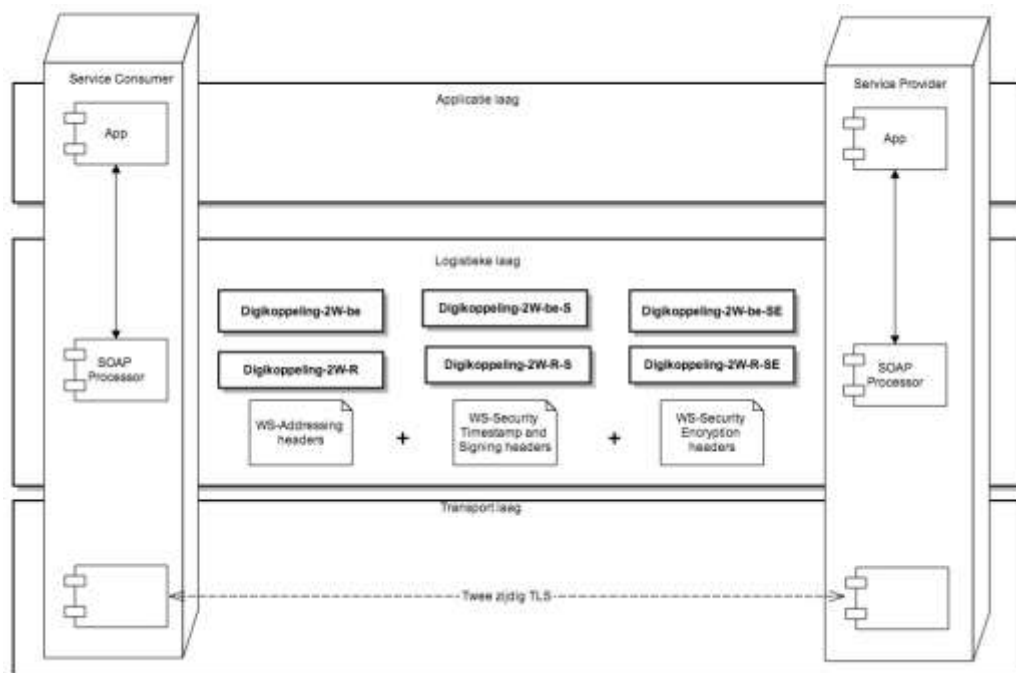 Service Consumer
Service Provider
Applicatie laag
App
App
Logistieke laag
Digikoppeling-2W-be
Digikoppeling-2W-be-S
Digikoppeling-2W-be-SE
SOAP
Processor
Digikoppeling-2W-R
Digikoppeling-2W-R-S
Digikoppeling-2W-R-SE
SOAP
Processor
WS-Addressing
headers
+
WS-Security
Timestamp and
Signing headers
+
WS-Security
Encryption
headers
Transport laag
Twee zijdig TLS